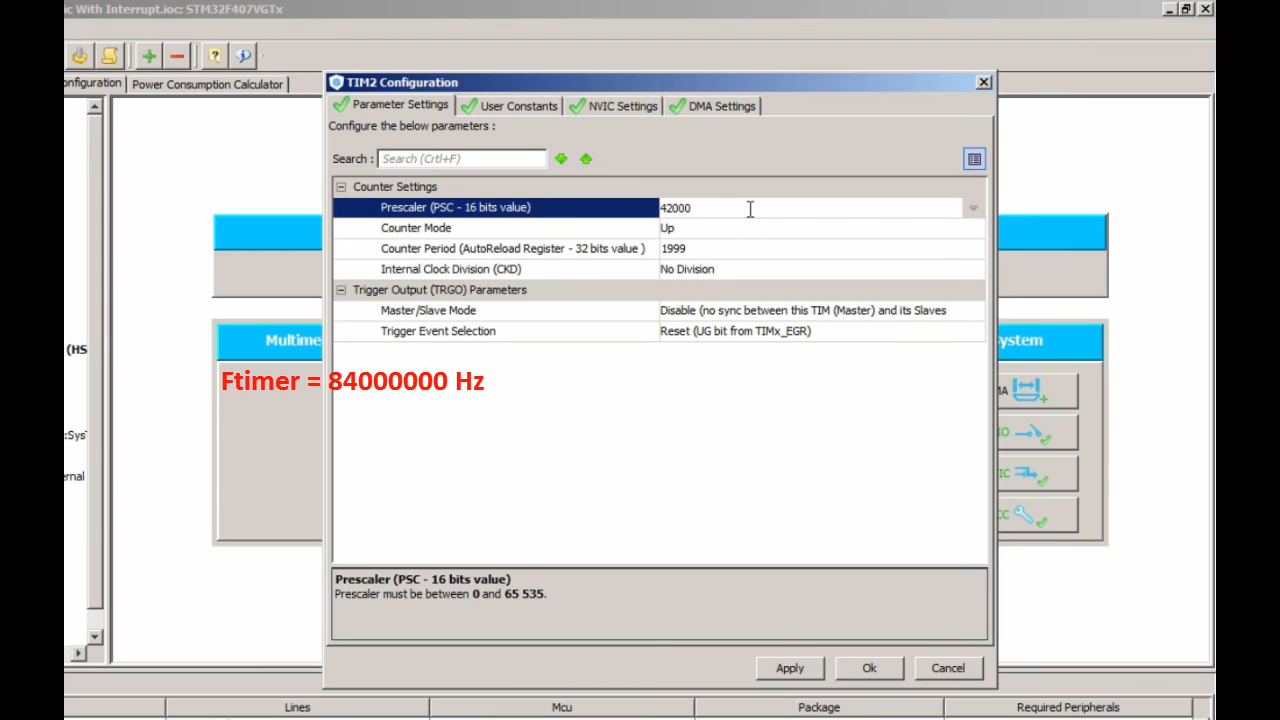 With Interrupt.ioc: STM32F407VGTx
onfiguration Power Consumption Calculator
TIM2 Configuration
Parameter Settings User Constants NVIC Settings DMA Settings
Configure the below parameters :
Search : Search (Crtl+F)
Counter Settings
Prescaler (PSC - 16 bits value) 42000
Counter Mode Up
Counter Period (AutoReload Register - 32 bits value ) 1999
Internal Clock Division (CKD) No Division
Trigger Output (TRGO) Parameters
Master/Slave Mode Disable (no sync between this TIM (Master) and its Slaves
Trigger Event Selection Reset (UG bit from TIMx_EGR)
Multime
ystem
(HS
Ftimer = 84000000 Hz
MA
:Sys
IO
ernal
IC
CC
Prescaler (PSC - 16 bits value)
Prescaler must be between 0 and 65 535.
Apply Ok Cancel
Lines Mcu Package Required Peripherals